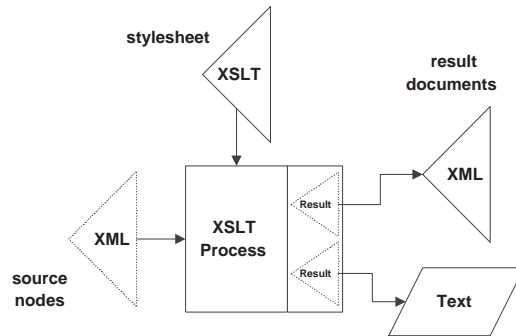 stylesheet
XSLT
result
documents
XML
Result
XSLT
Process
XML
Result
source
nodes
Text